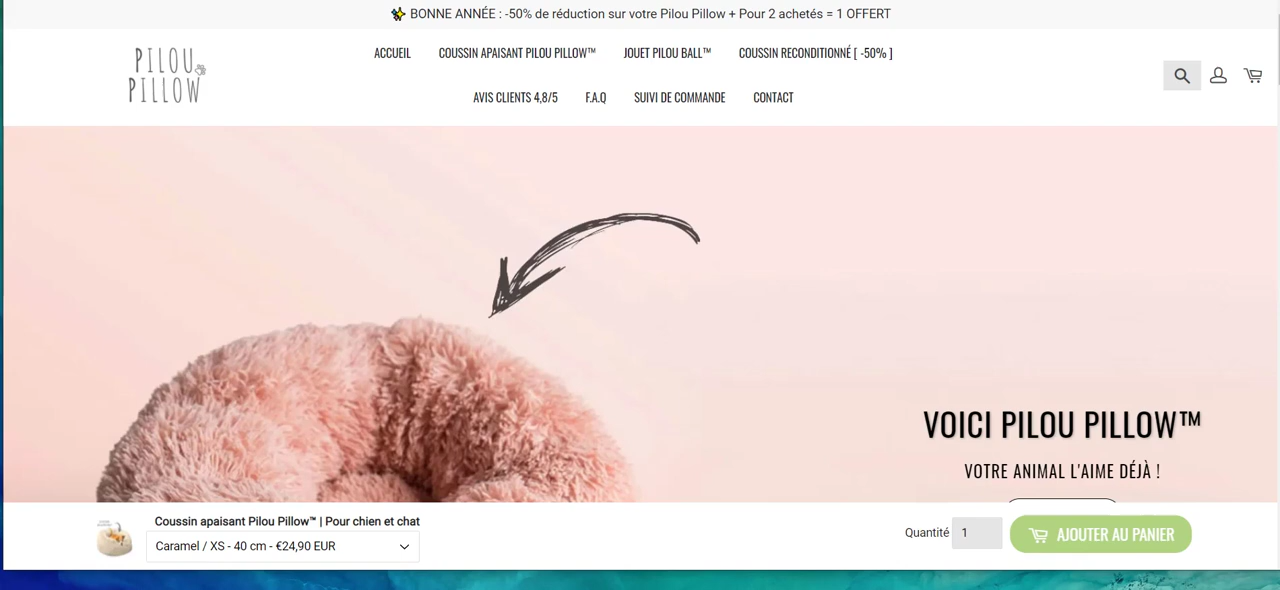 ✨ BONNE ANNÉE : -50% de réduction sur votre Pilou Pillow + Pour 2 achetés = 1 OFFERT
PILOU
PILLOW
ACCUEIL COUSSIN APAISANT PILOU PILLOW™ JOUET PILOU BALL™ COUSSIN RECONDITIONNÉ [ -50% ]
AVIS CLIENTS 4,8/5 F.A.Q SUIVI DE COMMANDE CONTACT
VOICI PILOU PILLOW™
VOTRE ANIMAL L'AIME DÉJÀ !
Coussin apaisant Pilou Pillow™ | Pour chien et chat
Caramel / XS - 40 cm - €24,90 EUR
Quantité 1 AJOUTER AU PANIER